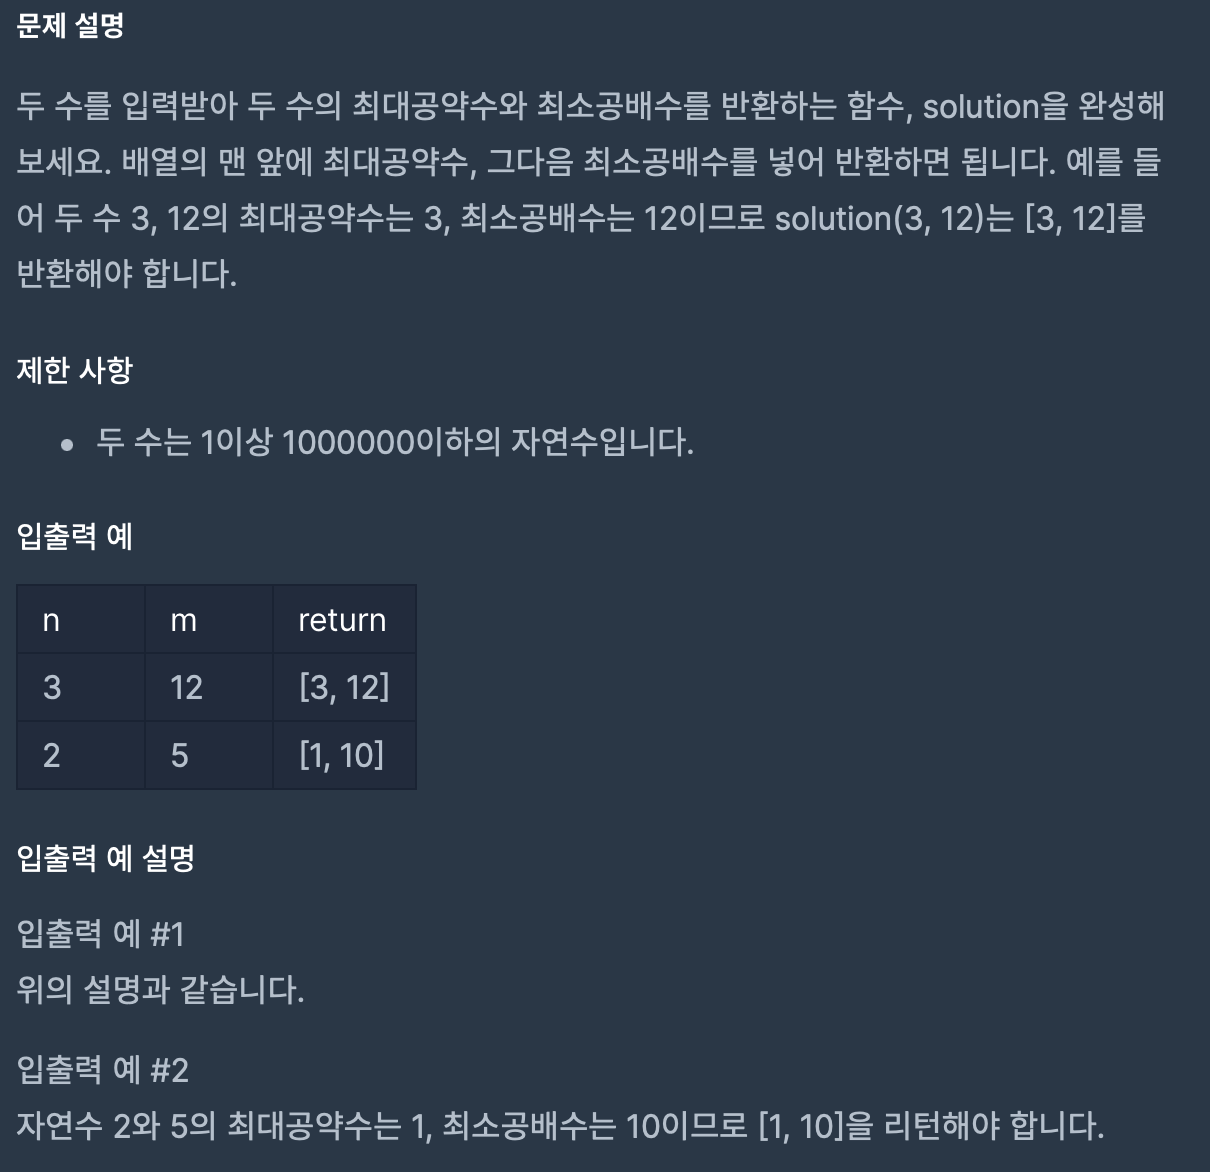 문제 설명
두 수를 입력받아 두 수의 최대공약수와 최소공배수를 반환하는 함수, solution을 완성해
보세요. 배열의 맨 앞에 최대공약수, 그다음 최소공배수를 넣어 반환하면 됩니다. 예를 들
어 두 수 3, 12의 최대공약수는 3, 최소공배수는 12이므로 solution(3, 12)는 [3, 12]를
반환해야 합니다.
제한 사항
• 두 수는 1이상 1000000이하의 자연수입니다.
입출력 예
n m return
3 12 [3, 12]
2 5 [1, 10]
입출력 예 설명
입출력 예 #1
위의 설명과 같습니다.
입출력 예 #2
자연수 2와 5의 최대공약수는 1, 최소공배수는 10이므로 [1, 10]을 리턴해야 합니다.